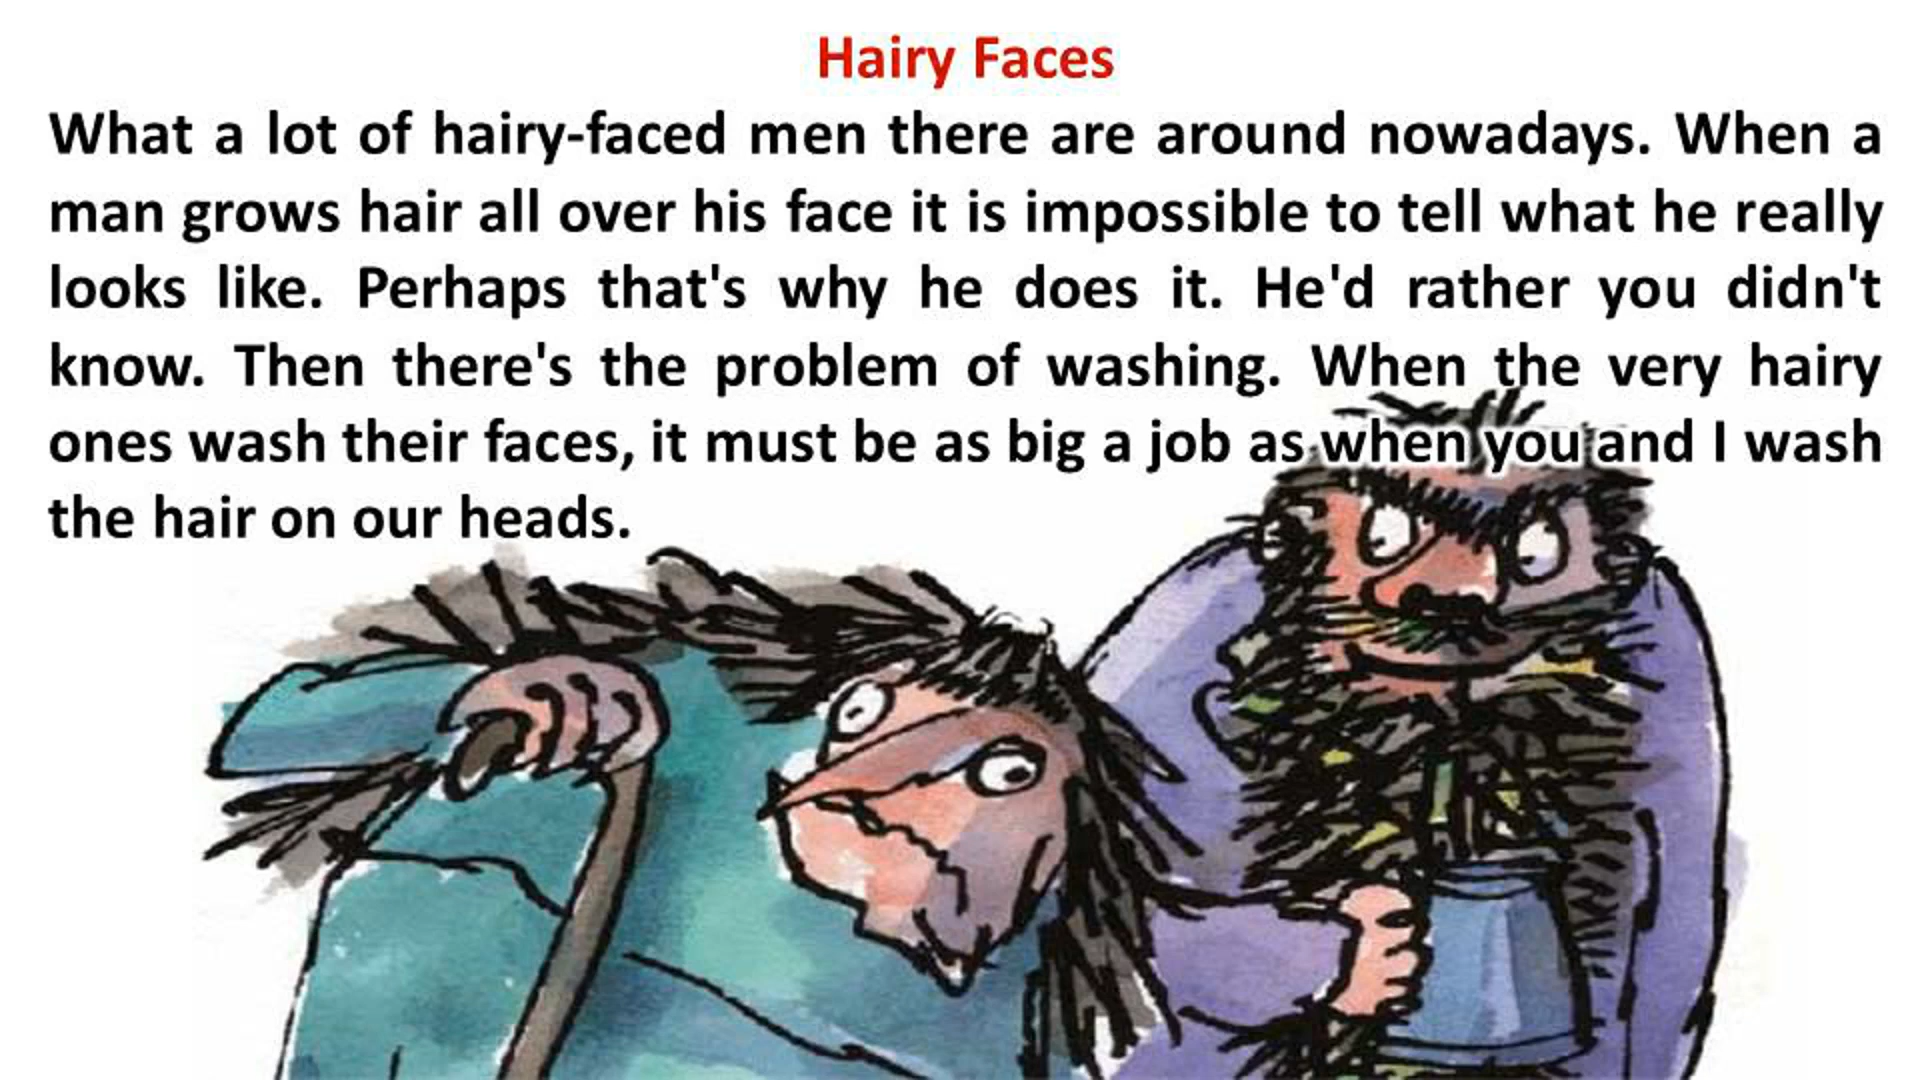 Hairy Faces
What a lot of hairy-faced men there are around nowadays. When a
man grows hair all over his face it is impossible to tell what he really
looks like. Perhaps that's why he does it. He'd rather you didn't
know. Then there's the problem of washing. When the very hairy
ones wash their faces, it must be as big a job as when you and I wash
the hair on our heads.